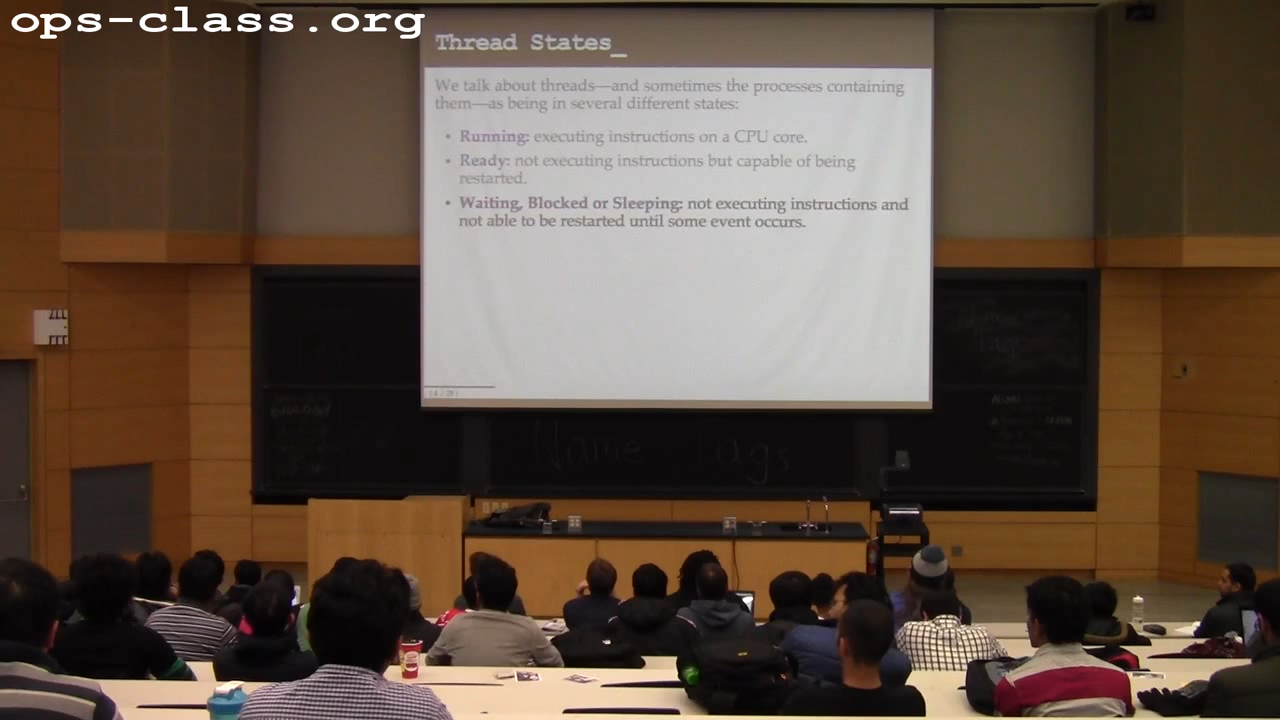 ops-class.org
Thread States_
We talk about threads—and sometimes the processes containing
them—as being in several different states:
• Running: executing instructions on a CPU core.
• Ready: not executing instructions but capable of being
restarted.
• Waiting, Blocked or Sleeping: not executing instructions and
not able to be restarted until some event occurs.
Name Tags